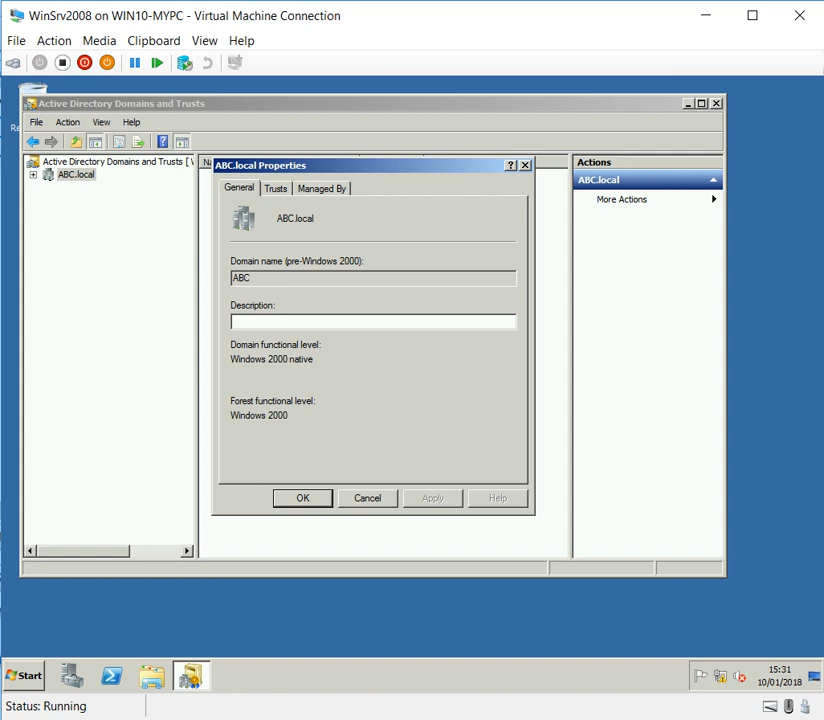 WinSrv2008 on WIN10-MYPC - Virtual Machine Connection
File Action Media Clipboard View Help
Active Directory Domains and Trusts
File Action View Help
Active Directory Domains and Trusts [
ABC.local
ABC.local Properties
General Trusts Managed By
ABC.local
Domain name (pre-Windows 2000):
ABC
Description:
Domain functional level:
Windows 2000 native
Forest functional level:
Windows 2000
OK Cancel Apply Help
Actions
ABC.local
More Actions
Start
15:31
10/01/2018
Status: Running